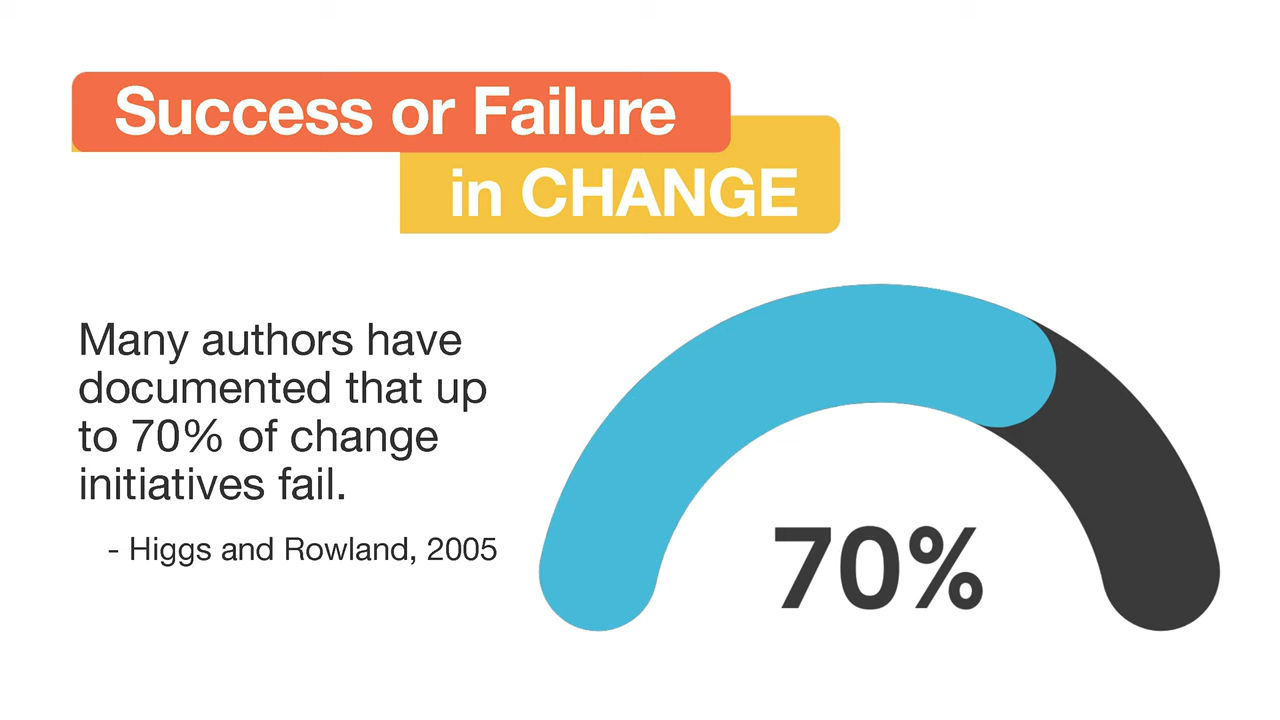 Success or Failure
in CHANGE
Many authors have
documented that up
to 70% of change
initiatives fail.
- Higgs and Rowland, 2005
70%